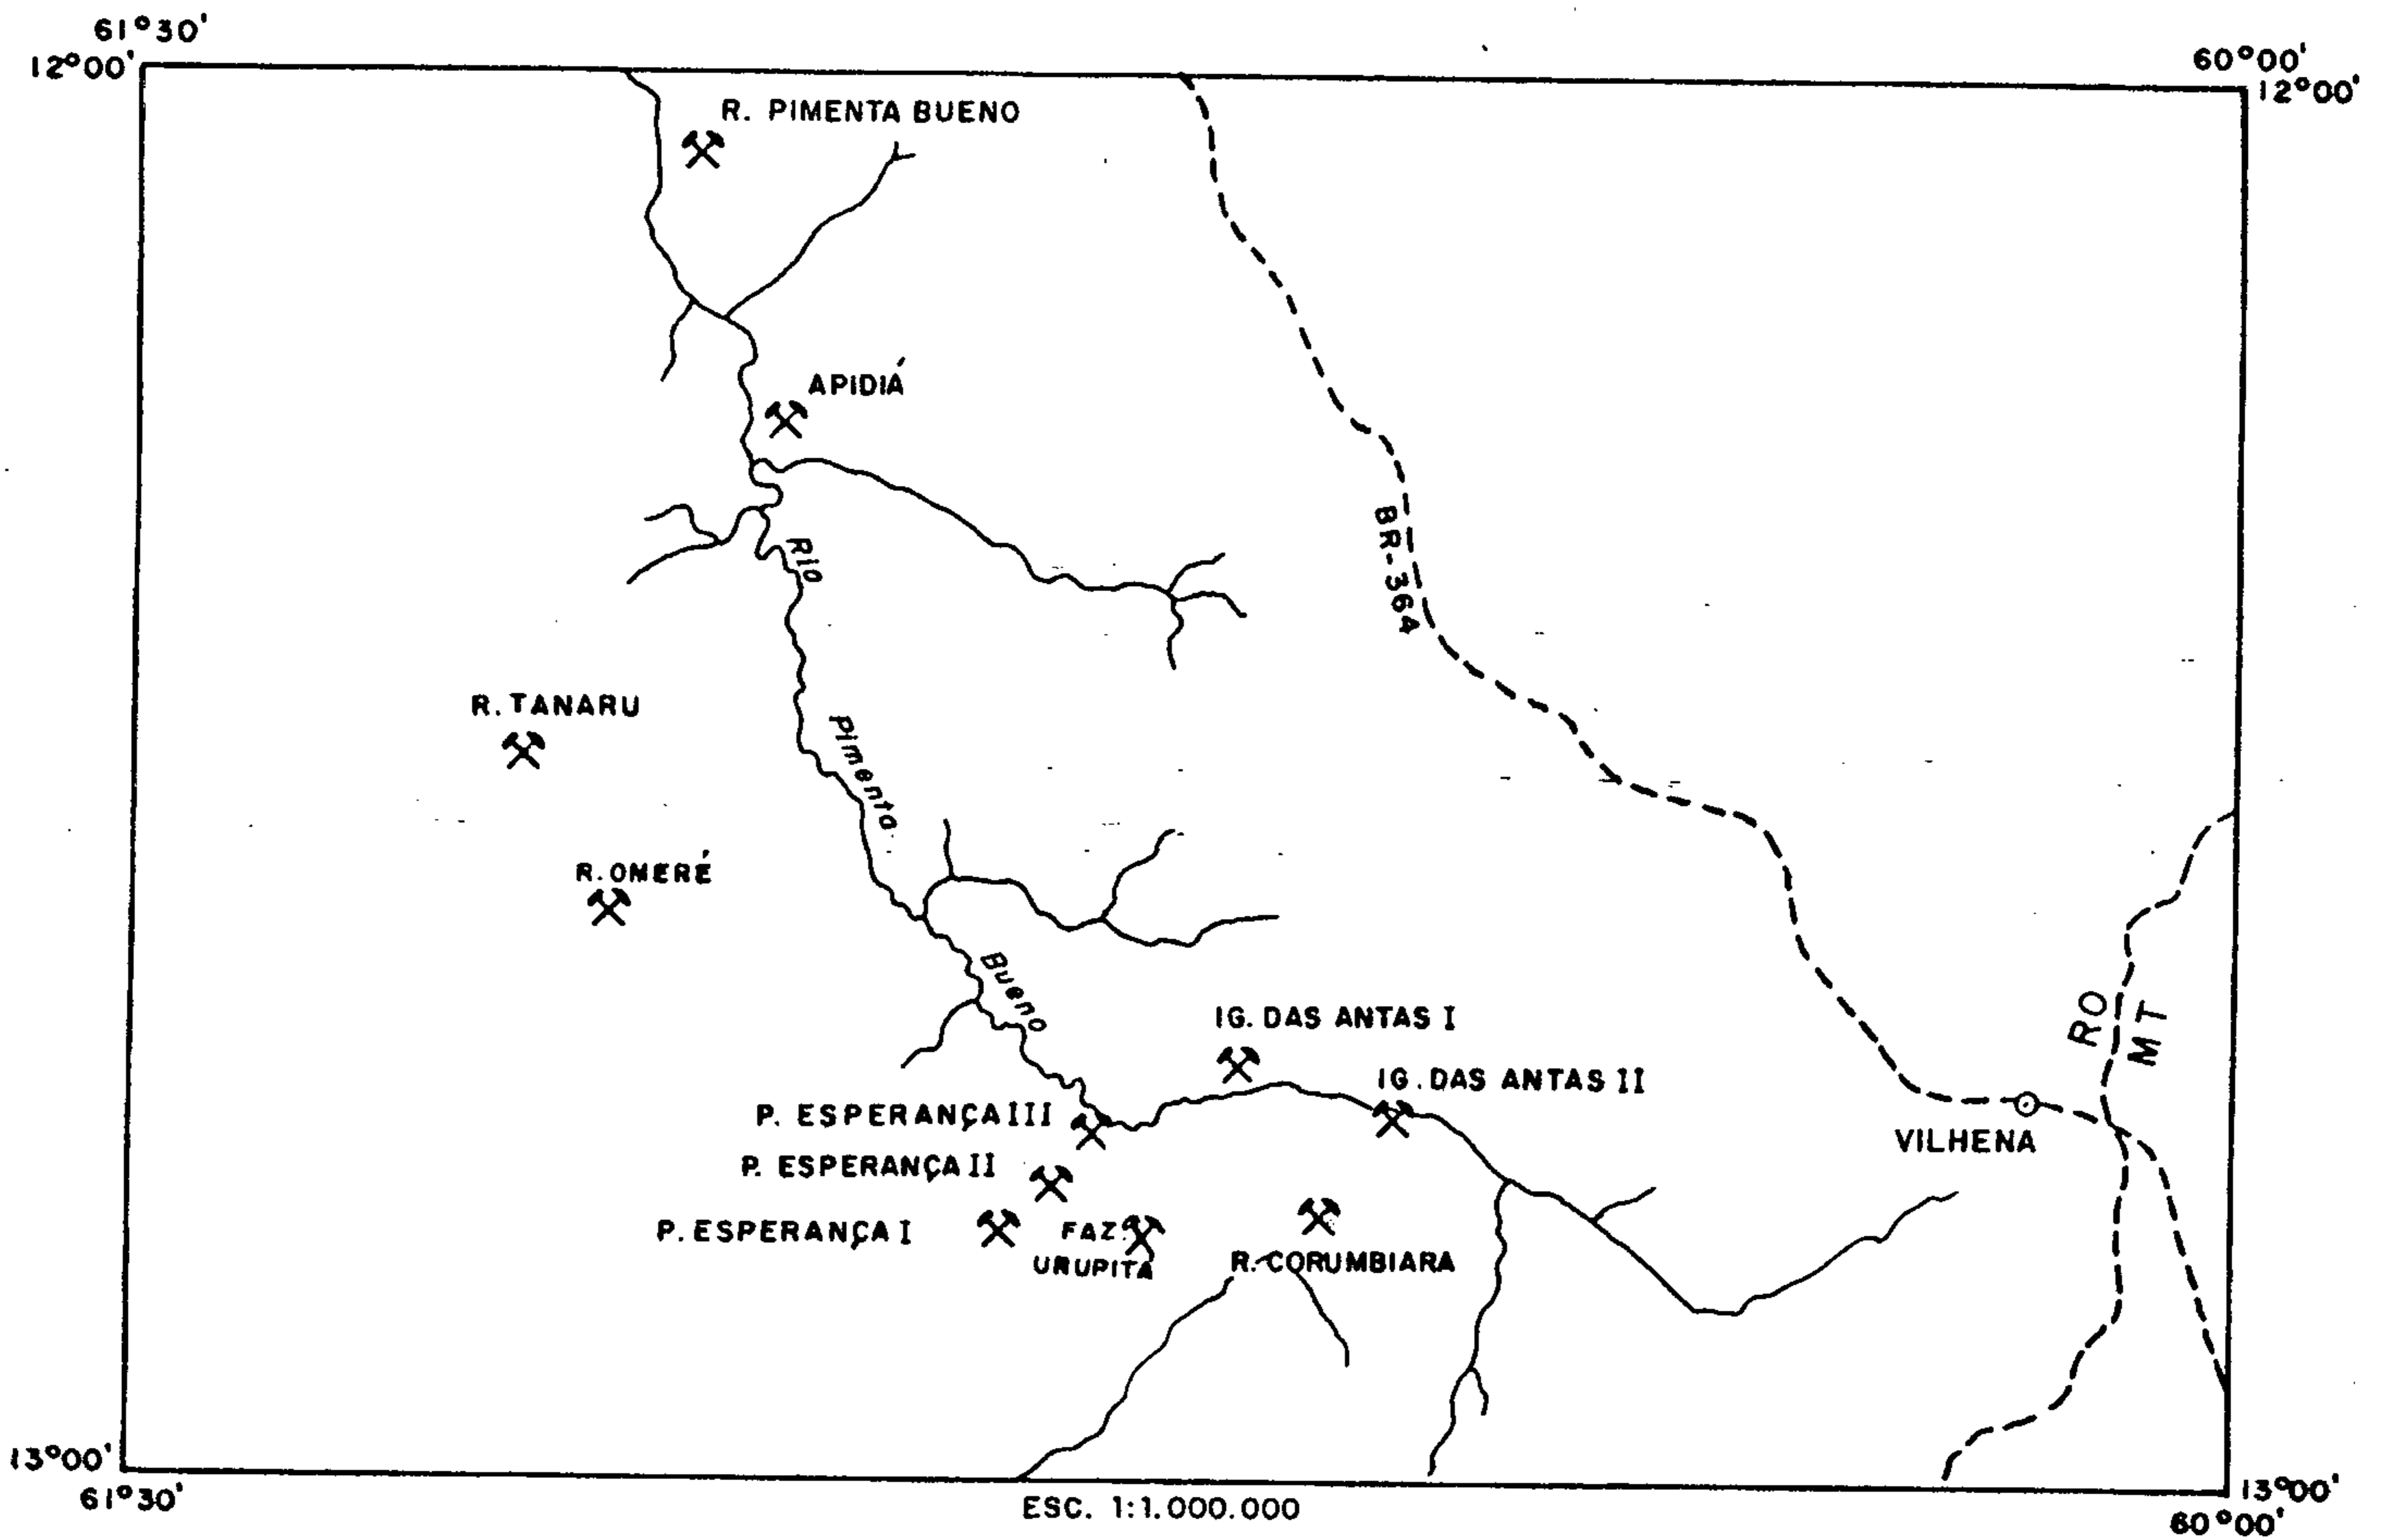 61°30'
12°00'
60°00'
12°00'
R. PIMENTA BUENO
APIDIÁ
Rio
BR-364
R. TANARU
Pimenta
R. OMERÉ
Bueno
RO
MT
IG. DAS ANTAS I
IG. DAS ANTAS II
P. ESPERANÇA III
VILHENA
P. ESPERANÇA II
P. ESPERANÇA I
FAZ.
URUPITA
R. CORUMBIARA
13°00'
61°30'
ESC. 1:1.000.000
13°00'
60°00'